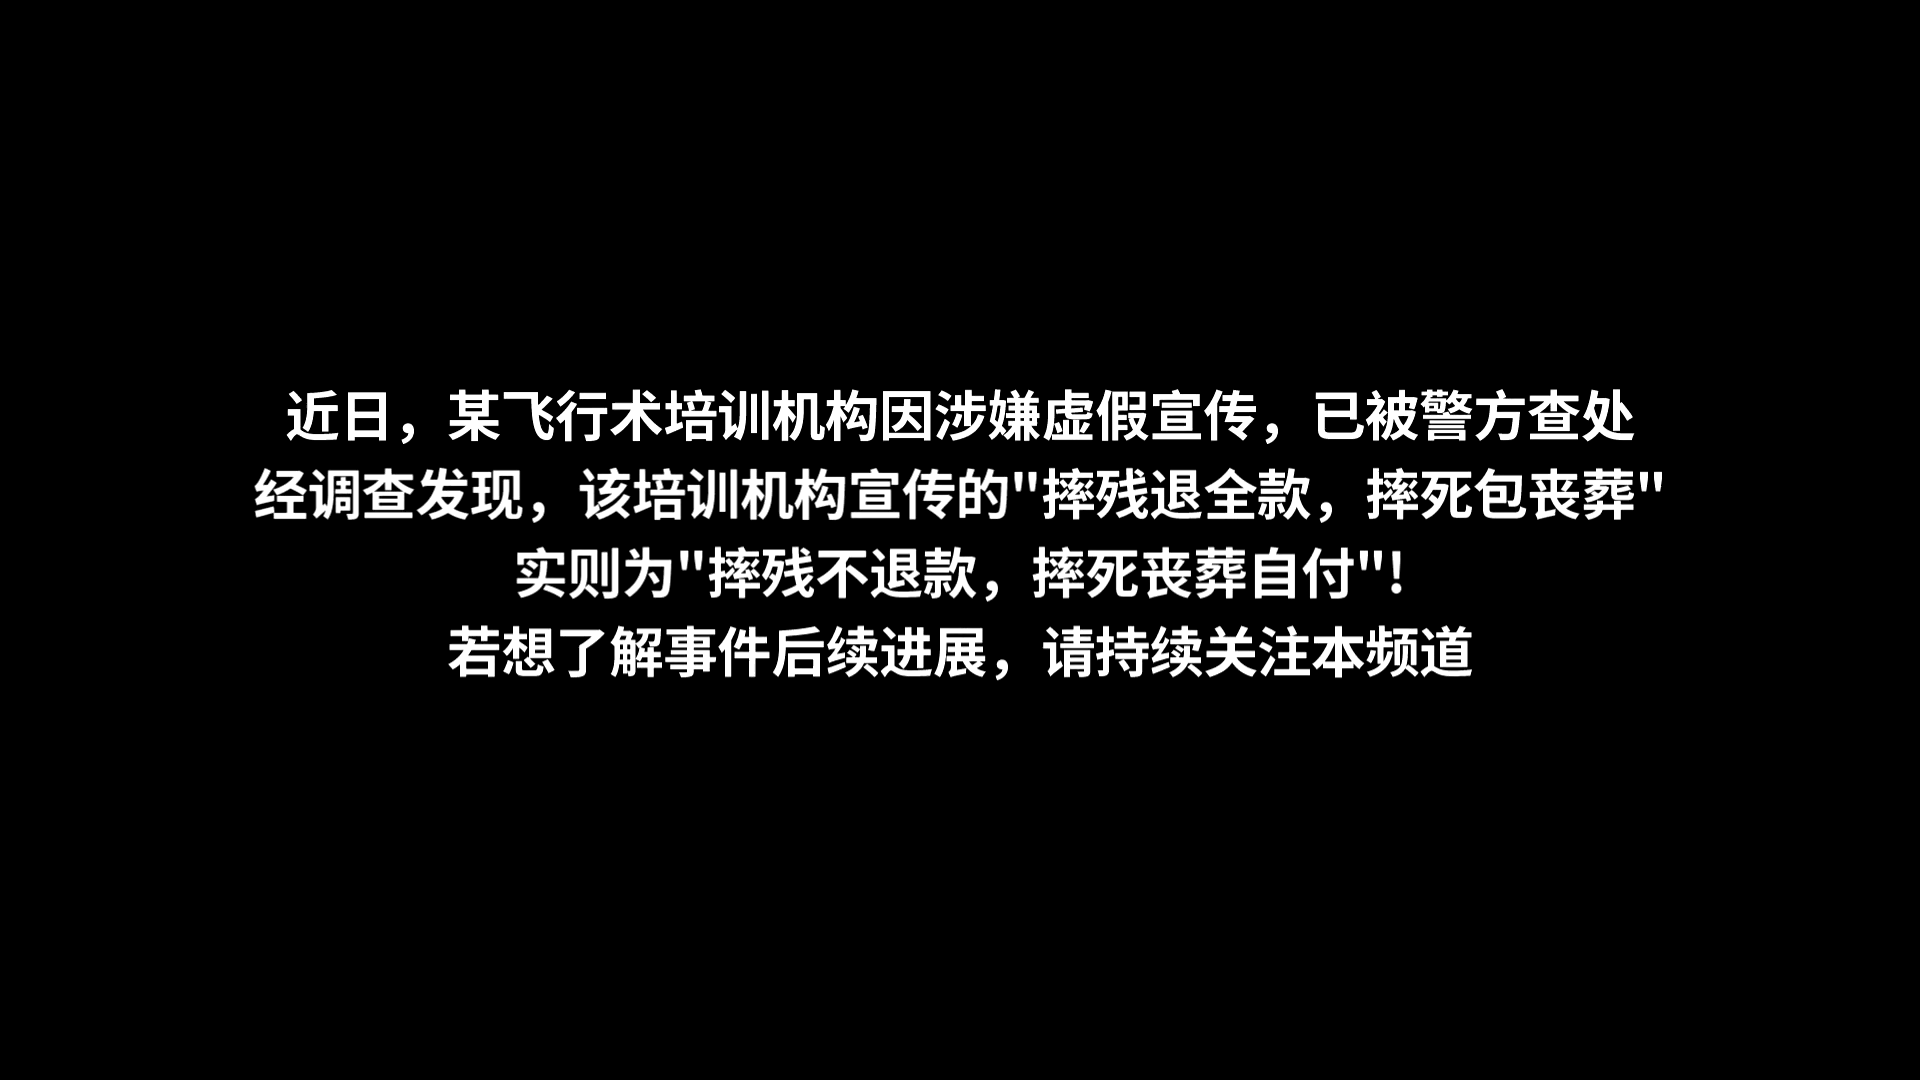 近日，某飞行术培训机构因涉嫌虚假宣传，已被警方查处
经调查发现，该培训机构宣传的"摔残退全款，摔死包丧葬"
实则为"摔残不退款，摔死丧葬自付"!
若想了解事件后续进展，请持续关注本频道